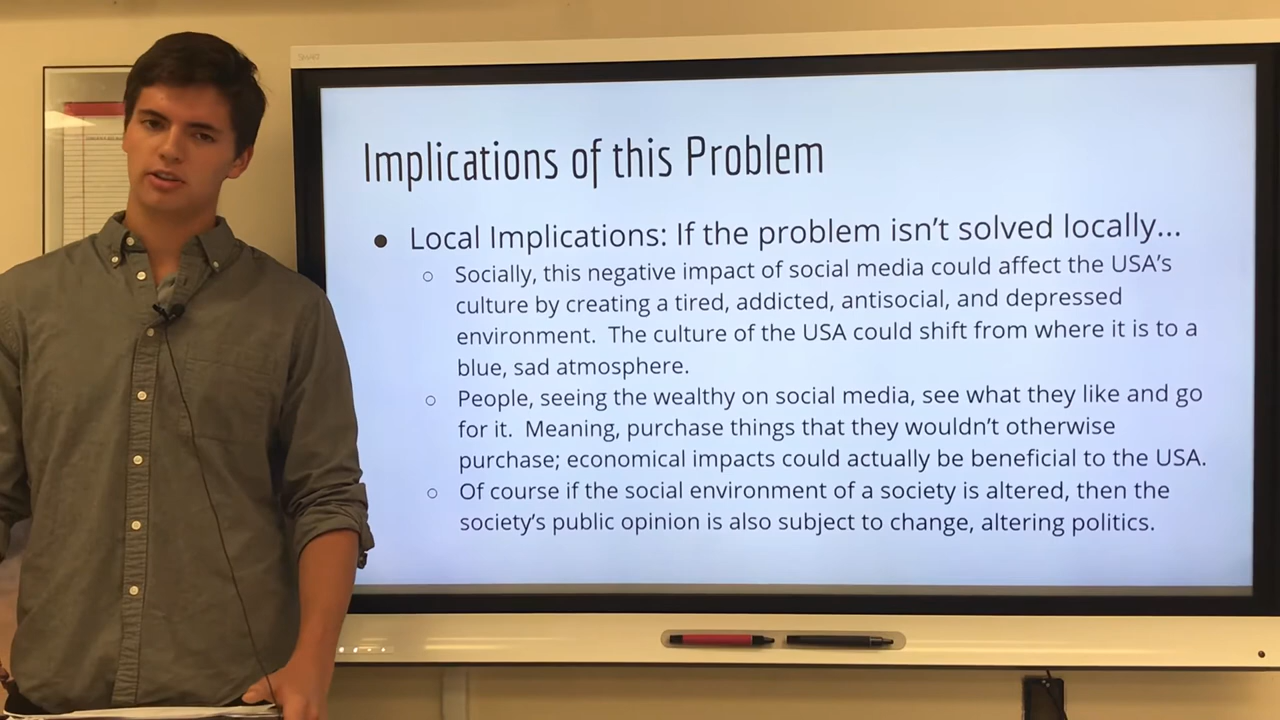 SMART
Implications of this Problem
● Local Implications: If the problem isn't solved locally...
○ Socially, this negative impact of social media could affect the USA's
culture by creating a tired, addicted, antisocial, and depressed
environment.  The culture of the USA could shift from where it is to a
blue, sad atmosphere.
○ People, seeing the wealthy on social media, see what they like and go
for it.  Meaning, purchase things that they wouldn't otherwise
purchase; economical impacts could actually be beneficial to the USA.
○ Of course if the social environment of a society is altered, then the
society's public opinion is also subject to change, altering politics.